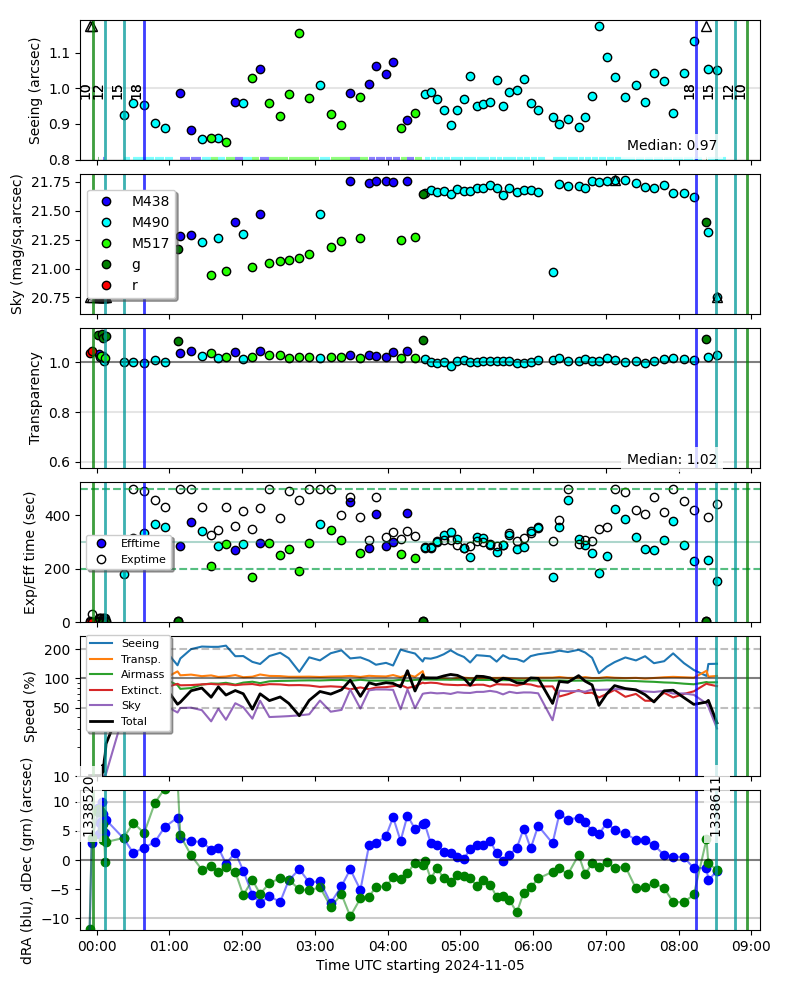 1.1
1.0
0.9
0.8
Seeing (arcsec)
10
12
15
18
18
15
12
10
Median: 0.97
21.75
21.50
21.25
21.00
20.75
Sky (mag/sq.arcsec)
M438
M490
M517
g
r
1.0
0.8
0.6
Transparency
Median: 1.02
400
200
0
Exp/Eff time (sec)
Efftime
Exptime
200
100
50
10
Speed (%)
Seeing
Transp.
Airmass
Extinct.
Sky
Total
10
5
0
−5
−10
dRA (blu), dDec (grn) (arcsec)
1338520
1338611
00:00 01:00 02:00 03:00 04:00 05:00 06:00 07:00 08:00 09:00
Time UTC starting 2024-11-05